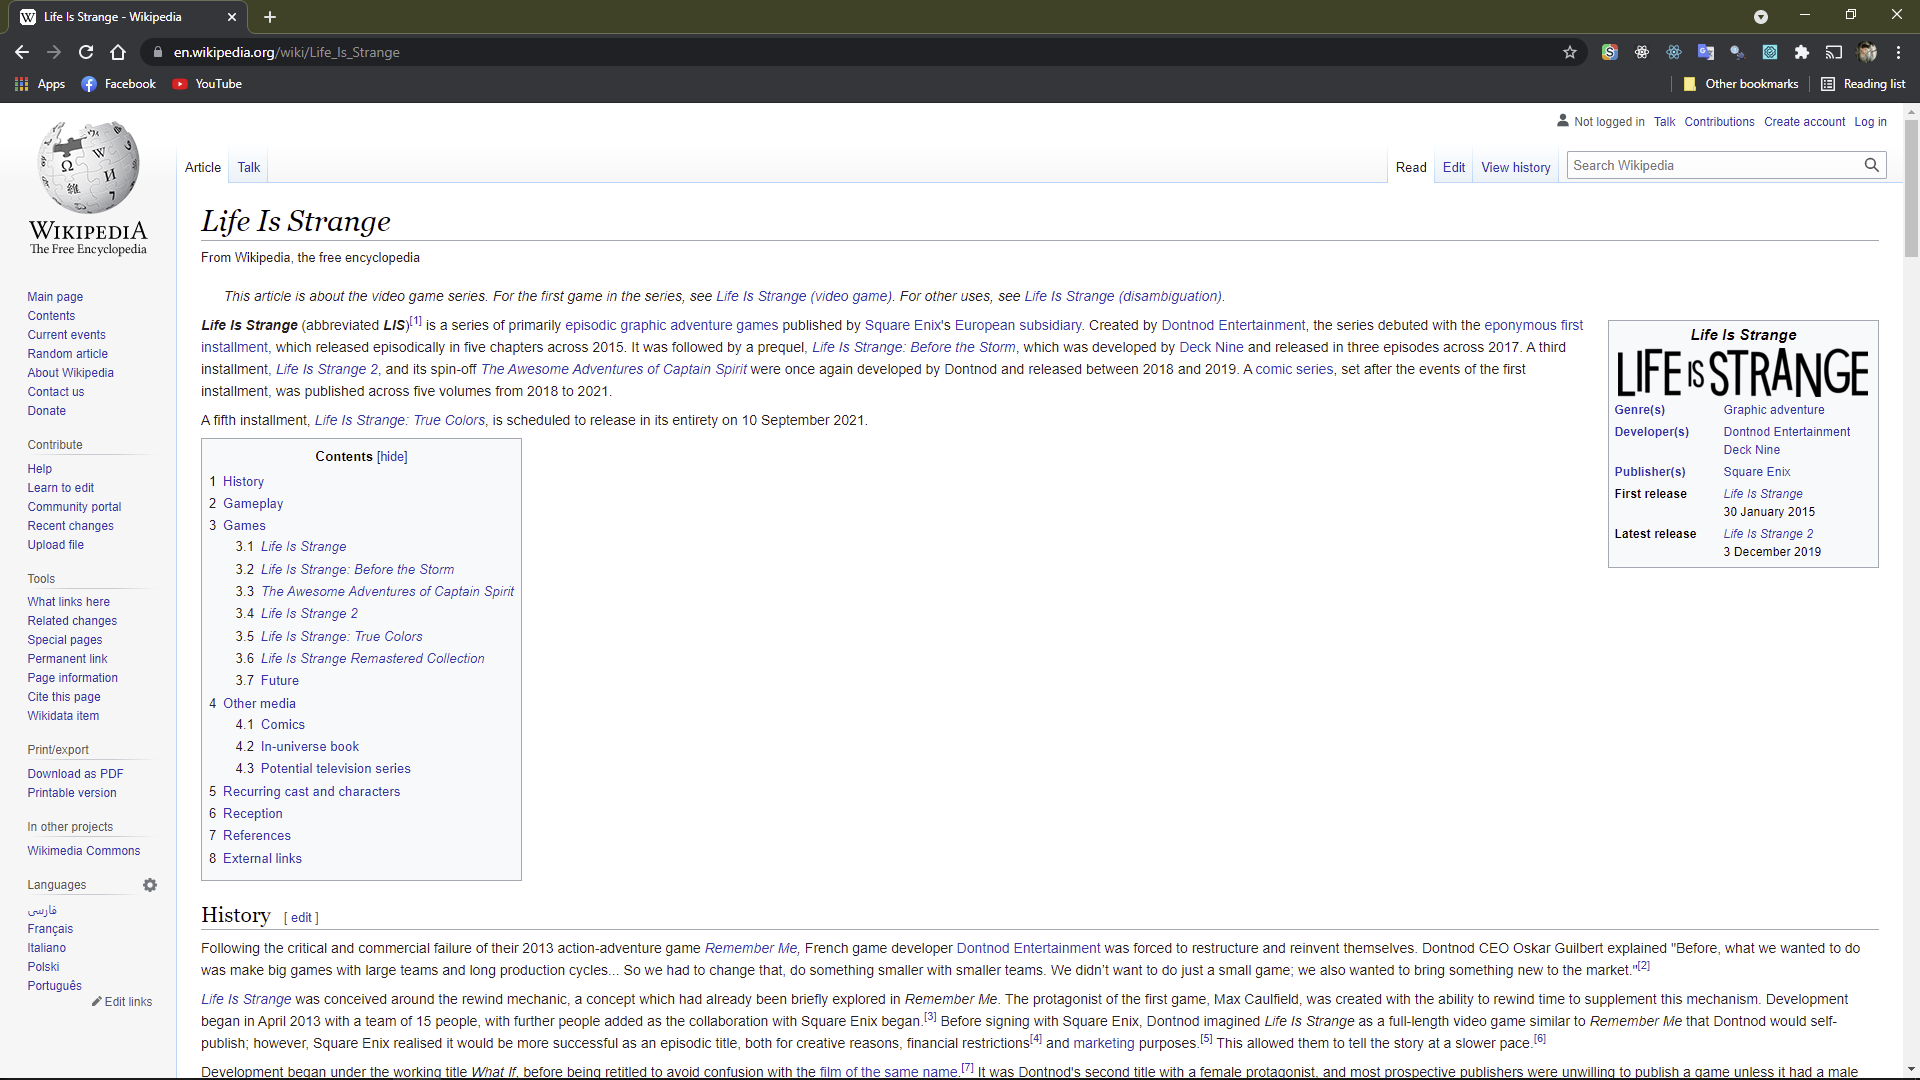 Life Is Strange - Wikipedia
en.wikipedia.org/wiki/Life_Is_Strange
Apps Facebook YouTube Other bookmarks Reading list
Not logged in Talk Contributions Create account Log in
Article Talk Read Edit View history Search Wikipedia
WIKIPEDIA
The Free Encyclopedia
Main page
Contents
Current events
Random article
About Wikipedia
Contact us
Donate
Contribute
Help
Learn to edit
Community portal
Recent changes
Upload file
Tools
What links here
Related changes
Special pages
Permanent link
Page information
Cite this page
Wikidata item
Print/export
Download as PDF
Printable version
In other projects
Wikimedia Commons
Languages
فارسی
Français
Italiano
Polski
Português
Edit links
Life Is Strange
From Wikipedia, the free encyclopedia
This article is about the video game series. For the first game in the series, see Life Is Strange (video game). For other uses, see Life Is Strange (disambiguation).
Life Is Strange (abbreviated LIS)[1] is a series of primarily episodic graphic adventure games published by Square Enix's European subsidiary. Created by Dontnod Entertainment, the series debuted with the eponymous first
installment, which released episodically in five chapters across 2015. It was followed by a prequel, Life Is Strange: Before the Storm, which was developed by Deck Nine and released in three episodes across 2017. A third
installment, Life Is Strange 2, and its spin-off The Awesome Adventures of Captain Spirit were once again developed by Dontnod and released between 2018 and 2019. A comic series, set after the events of the first
installment, was published across five volumes from 2018 to 2021.
A fifth installment, Life Is Strange: True Colors, is scheduled to release in its entirety on 10 September 2021.
Life Is Strange
LIFE IS STRANGE
Genre(s) Graphic adventure
Developer(s) Dontnod Entertainment
Deck Nine
Publisher(s) Square Enix
First release Life Is Strange
30 January 2015
Latest release Life Is Strange 2
3 December 2019
Contents [hide]
1 History
2 Gameplay
3 Games
3.1 Life Is Strange
3.2 Life Is Strange: Before the Storm
3.3 The Awesome Adventures of Captain Spirit
3.4 Life Is Strange 2
3.5 Life Is Strange: True Colors
3.6 Life Is Strange Remastered Collection
3.7 Future
4 Other media
4.1 Comics
4.2 In-universe book
4.3 Potential television series
5 Recurring cast and characters
6 Reception
7 References
8 External links
History [ edit ]
Following the critical and commercial failure of their 2013 action-adventure game Remember Me, French game developer Dontnod Entertainment was forced to restructure and reinvent themselves. Dontnod CEO Oskar Guilbert explained "Before, what we wanted to do
was make big games with large teams and long production cycles... So we had to change that, do something smaller with smaller teams. We didn't want to do just a small game; we also wanted to bring something new to the market."[2]
Life Is Strange was conceived around the rewind mechanic, a concept which had already been briefly explored in Remember Me. The protagonist of the first game, Max Caulfield, was created with the ability to rewind time to supplement this mechanism. Development
began in April 2013 with a team of 15 people, with further people added as the collaboration with Square Enix began.[3] Before signing with Square Enix, Dontnod imagined Life Is Strange as a full-length video game similar to Remember Me that Dontnod would self-
publish; however, Square Enix realised it would be more successful as an episodic title, both for creative reasons, financial restrictions[4] and marketing purposes.[5] This allowed them to tell the story at a slower pace.[6]
Development began under the working title What If, before being retitled to avoid confusion with the film of the same name.[7] It was Dontnod's second title with a female protagonist, and most prospective publishers were unwilling to publish a game unless it had a male